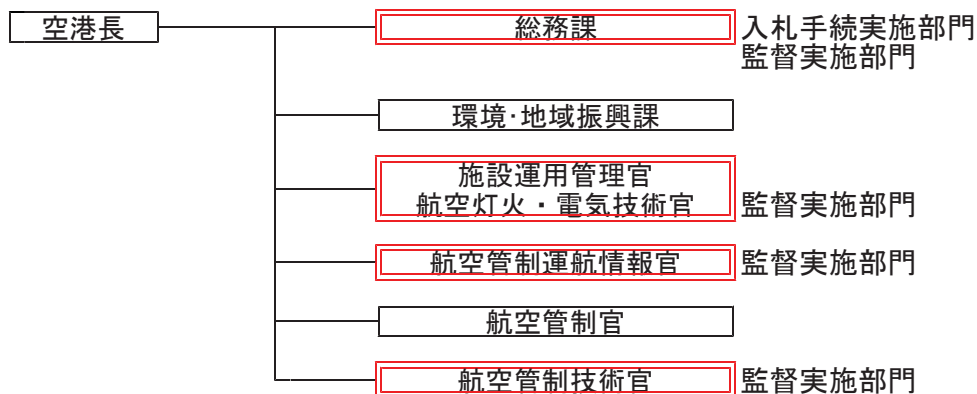 空港長
総務課
入札手続実施部門
監督実施部門
環境・地域振興課
施設運用管理官
航空灯火・電気技術官
監督実施部門
航空管制運航情報官
監督実施部門
航空管制官
航空管制技術官
監督実施部門